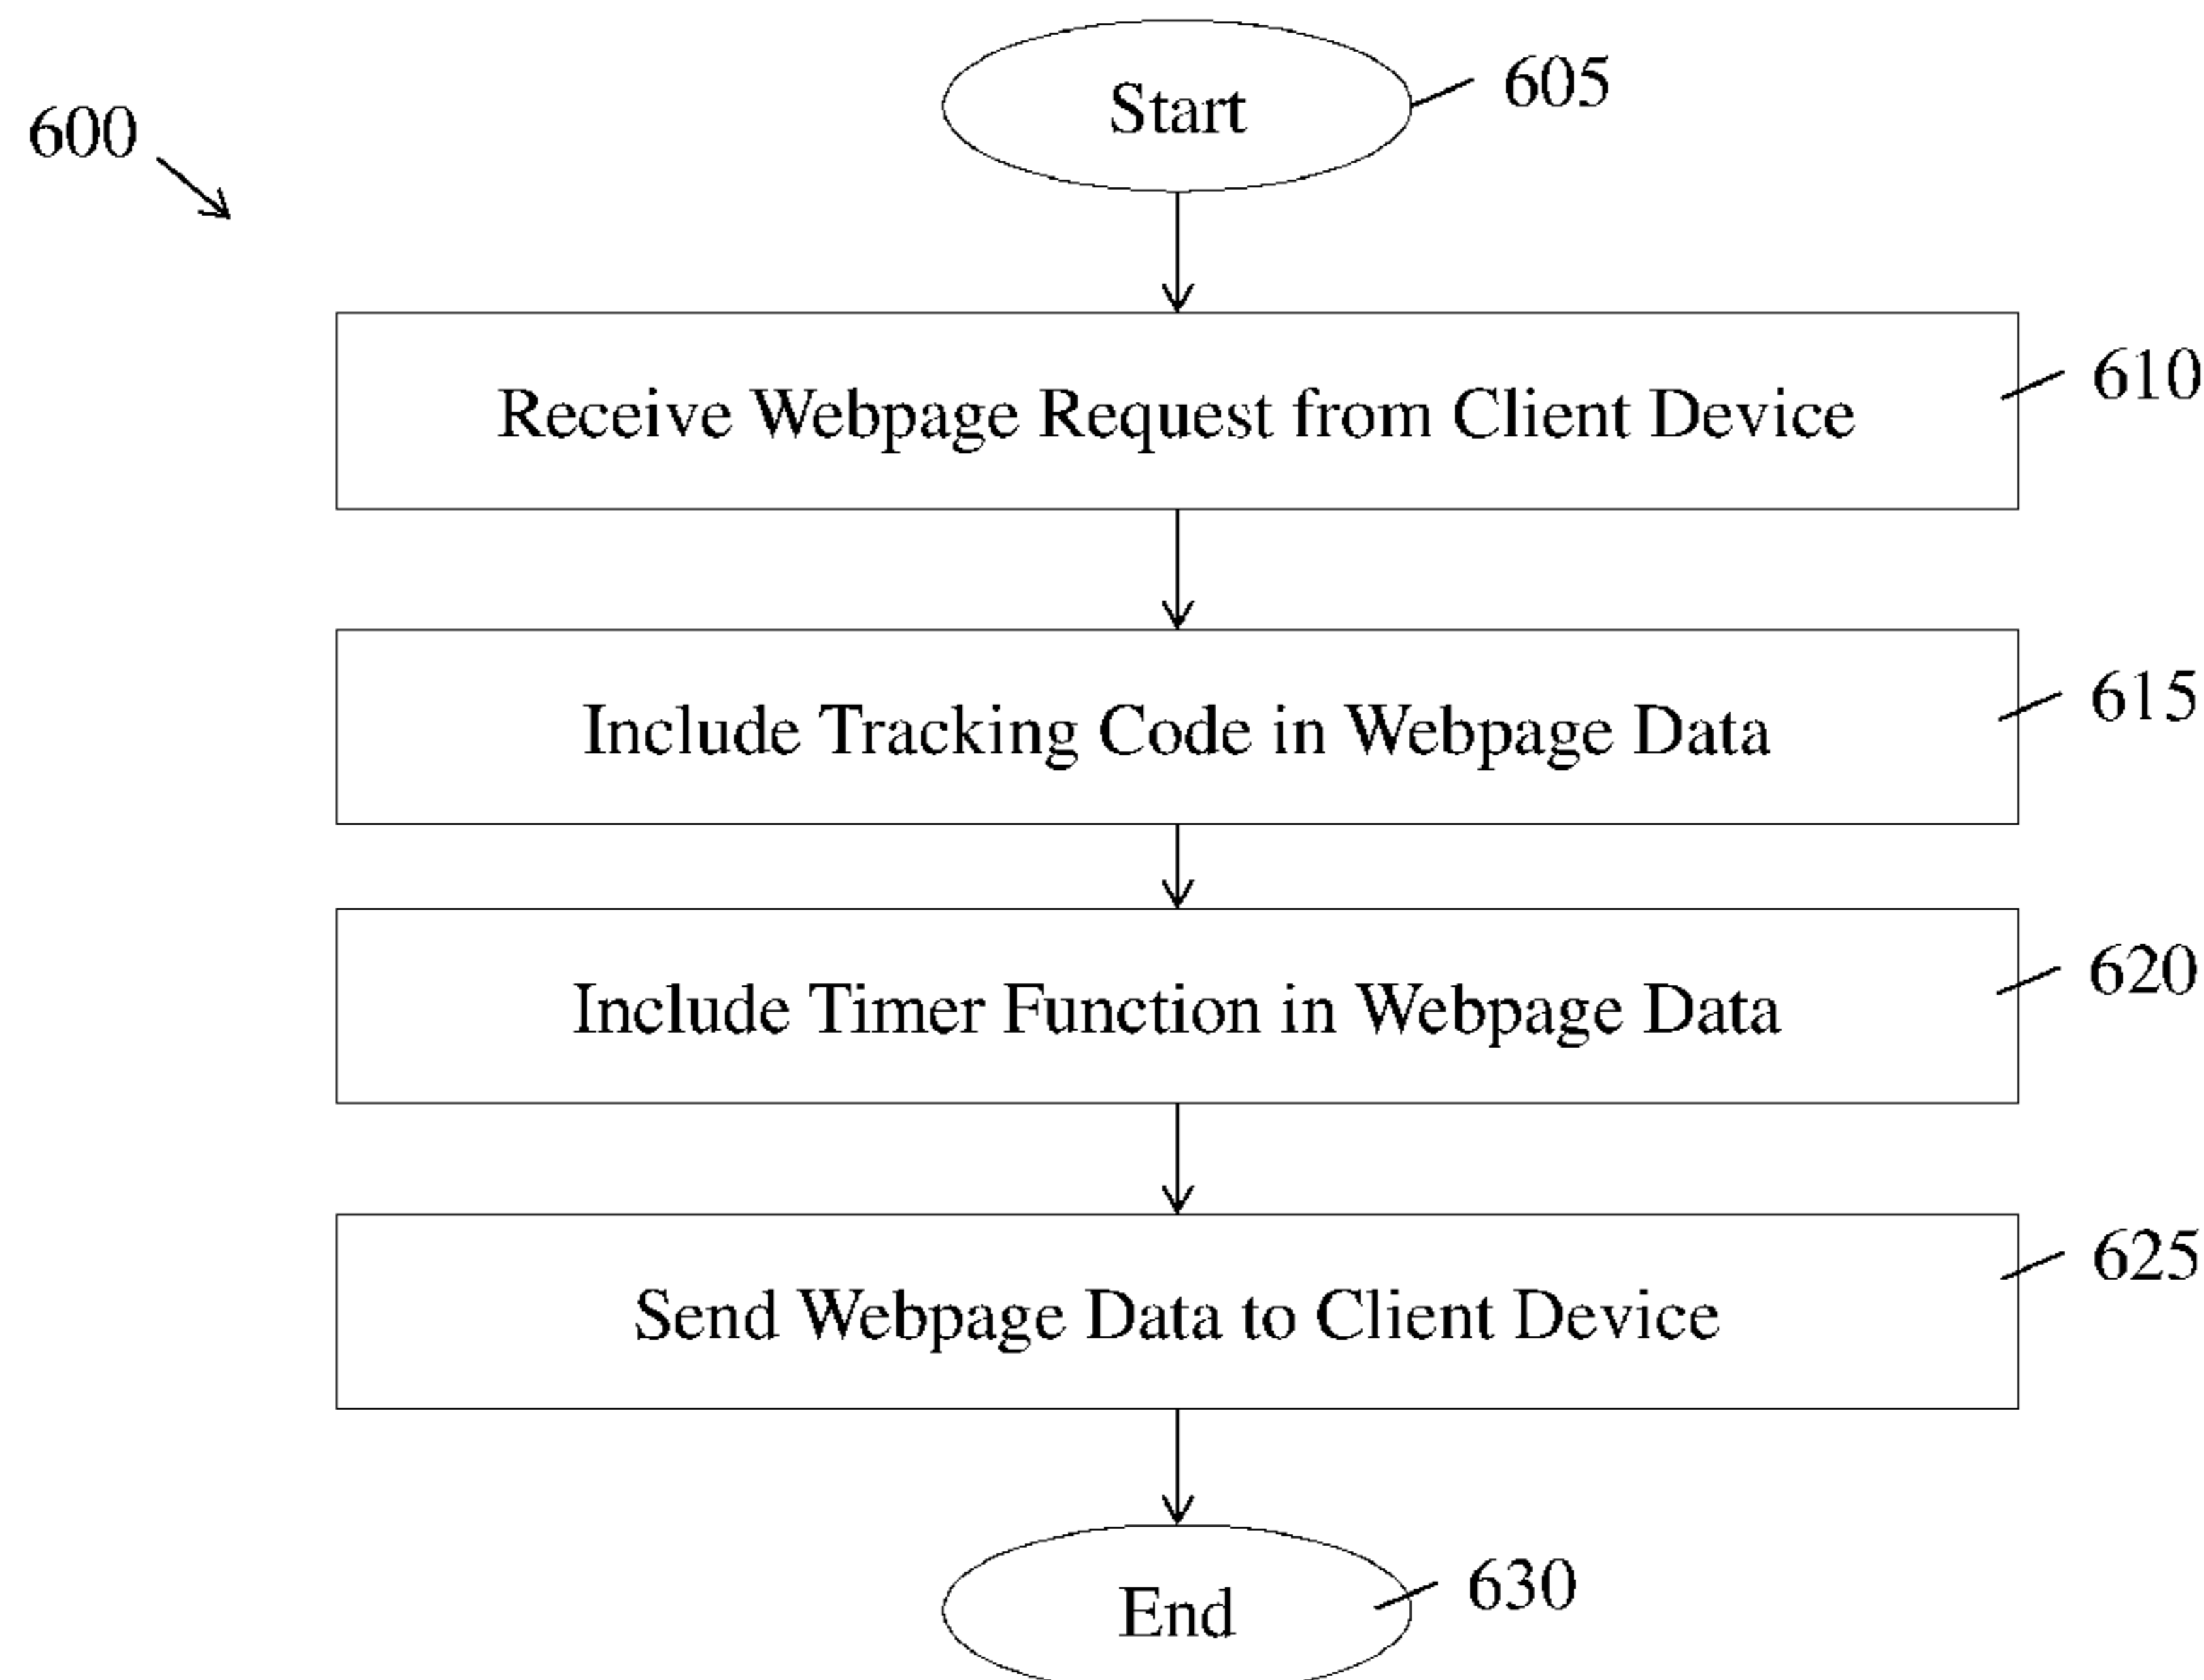 Start
605
600
Receive Webpage Request from Client Device
610
Include Tracking Code in Webpage Data
615
Include Timer Function in Webpage Data
620
Send Webpage Data to Client Device
625
End
630